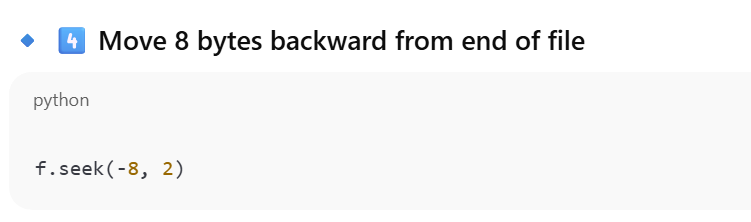 🔹 4️⃣ Move 8 bytes backward from end of file
python
f.seek(-8, 2)